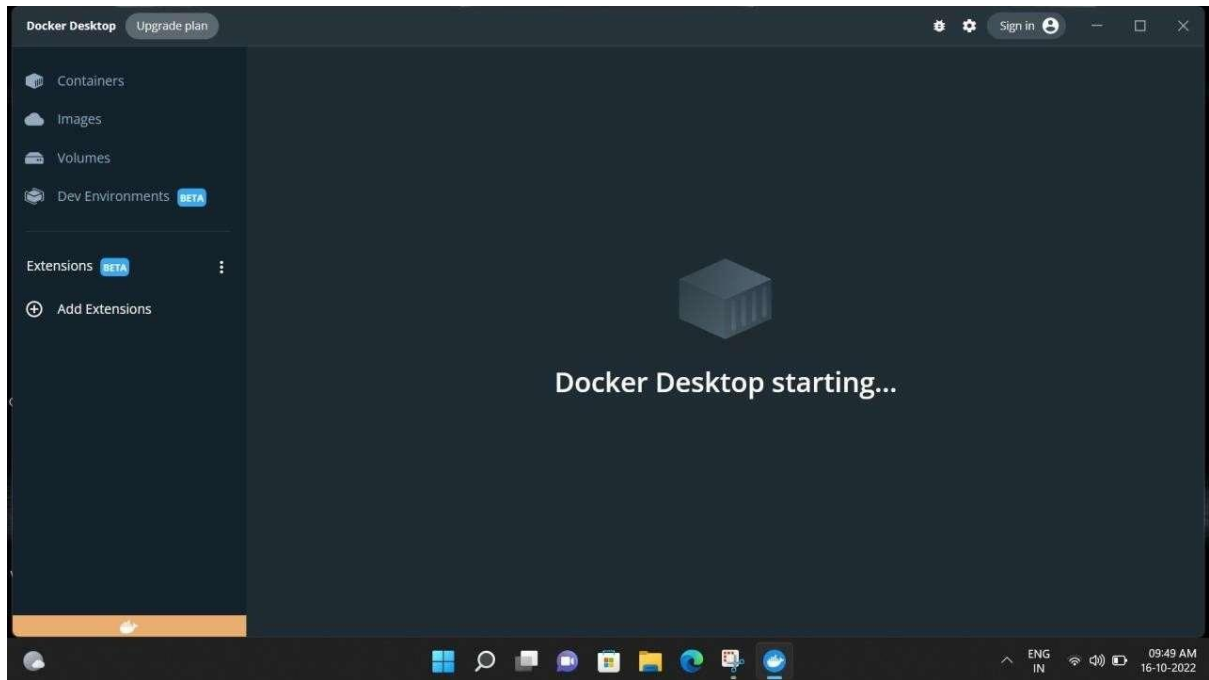 Docker Desktop Upgrade plan Sign in
Containers
Images
Volumes
Dev Environments BETA
Extensions BETA
Add Extensions
Docker Desktop starting...
ENG
IN
09:49 AM
16-10-2022